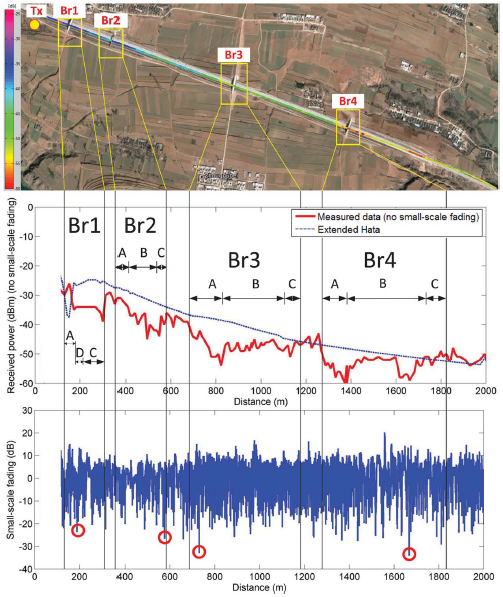 [dB]
Tx
Br1
Br2
Br3
Br4
Br1
Br2
Br3
Br4
Measured data (no small-scale fading)
Extended Hata
A B C
A B C
A B C
A D C
Received power (dBm) (no small-scale fading)
-10
-20
-30
-40
-50
-60
0 200 400 600 800 1000 1200 1400 1600 1800 2000
Distance (m)
Small-scale fading (dB)
30
20
10
0
-10
-20
-30
-40
0 200 400 600 800 1000 1200 1400 1600 1800 2000
Distance (m)